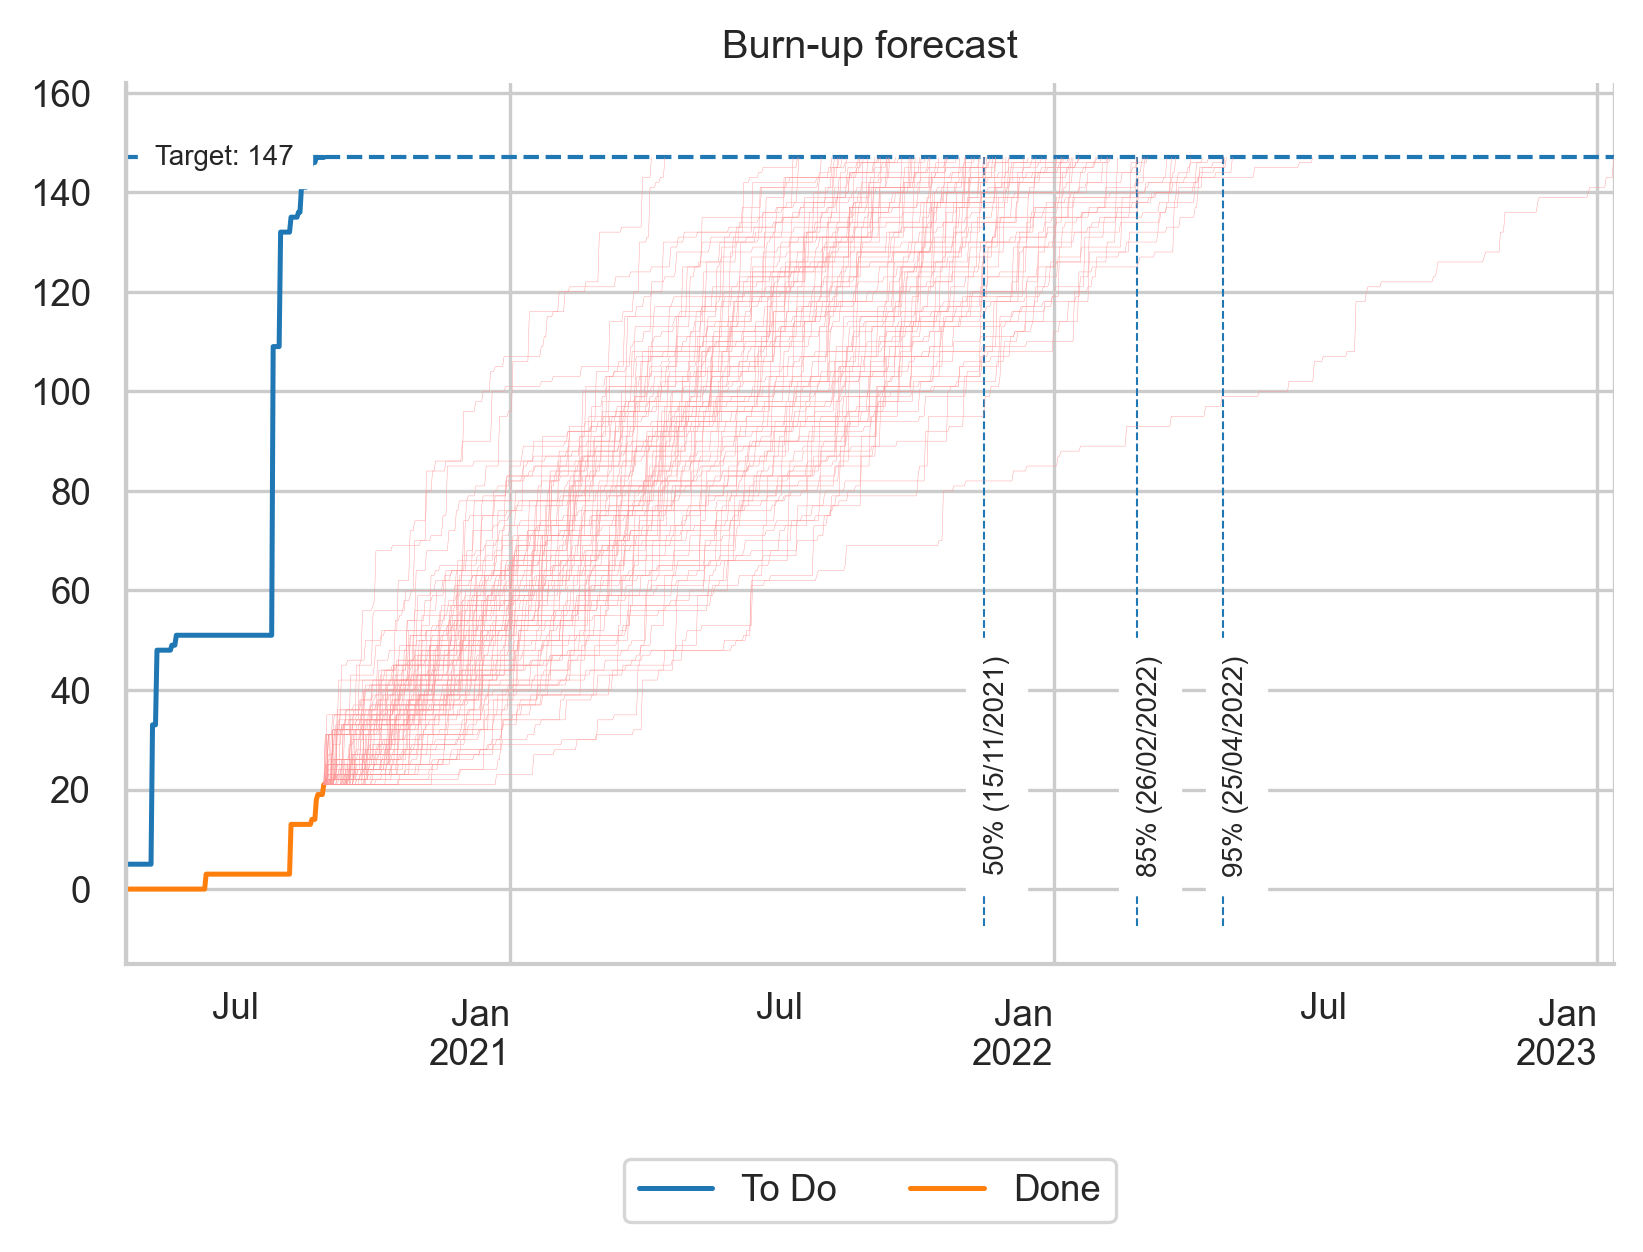 Burn-up forecast
160
Target: 147
140
120
100
80
60
40
20
0
50% (15/11/2021)
85% (26/02/2022)
95% (25/04/2022)
Jul
Jan
2021
Jul
Jan
2022
Jul
Jan
2023
To Do
Done